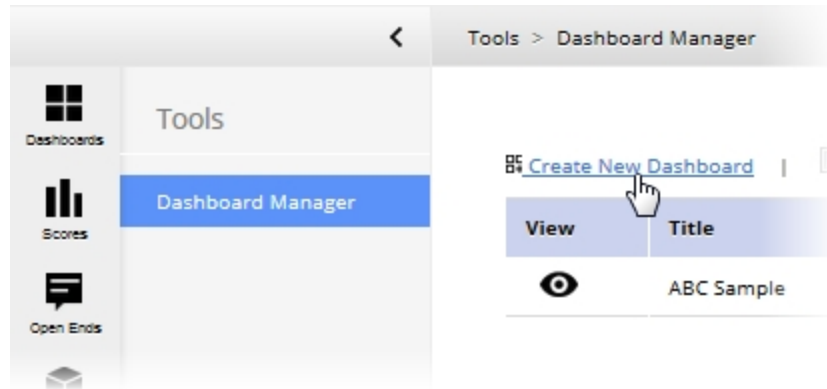 Tools > Dashboard Manager
Dashboards
Scores
Open Ends
Tools
Dashboard Manager
Create New Dashboard |
View Title
ABC Sample